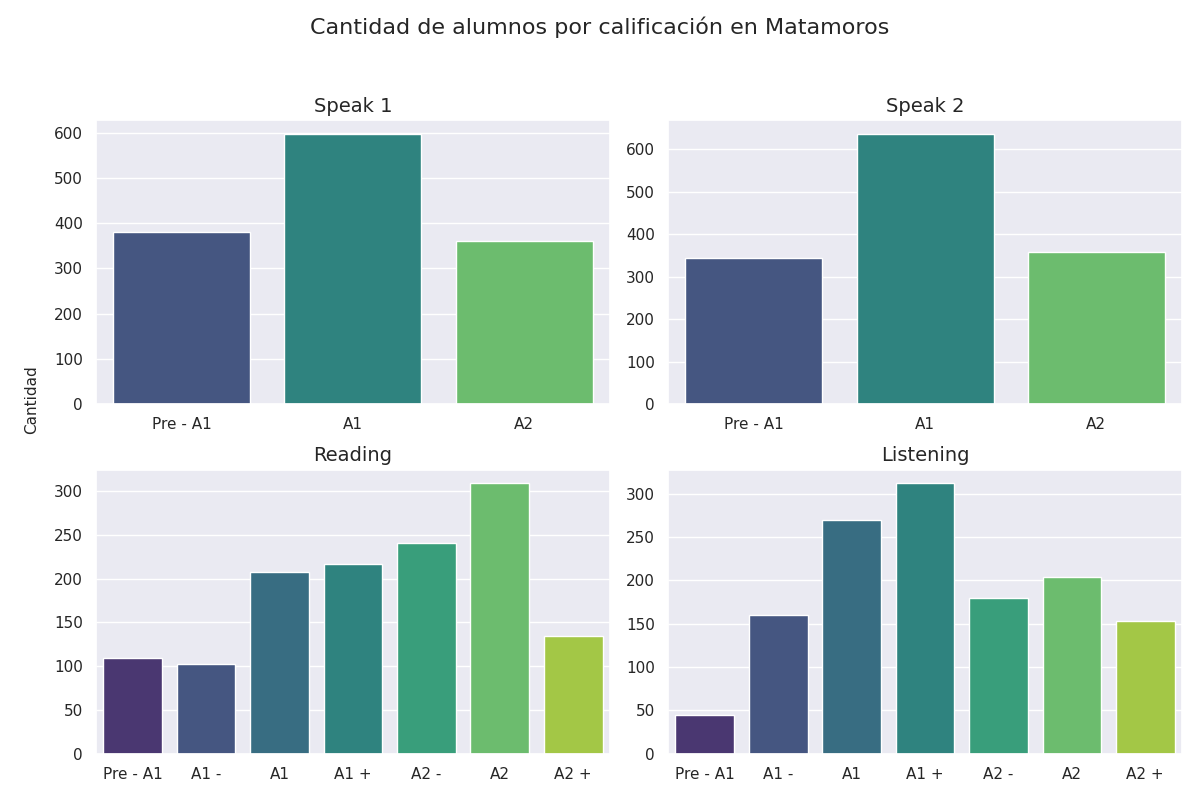 Cantidad de alumnos por calificación en Matamoros
Speak 1
600
500
400
300
200
100
0
Pre - A1 A1 A2
Speak 2
600
500
400
300
200
100
0
Pre - A1 A1 A2
Cantidad
Reading
300
250
200
150
100
50
0
Pre - A1 A1 - A1 A1 + A2 - A2 A2 +
Listening
300
250
200
150
100
50
0
Pre - A1 A1 - A1 A1 + A2 - A2 A2 +